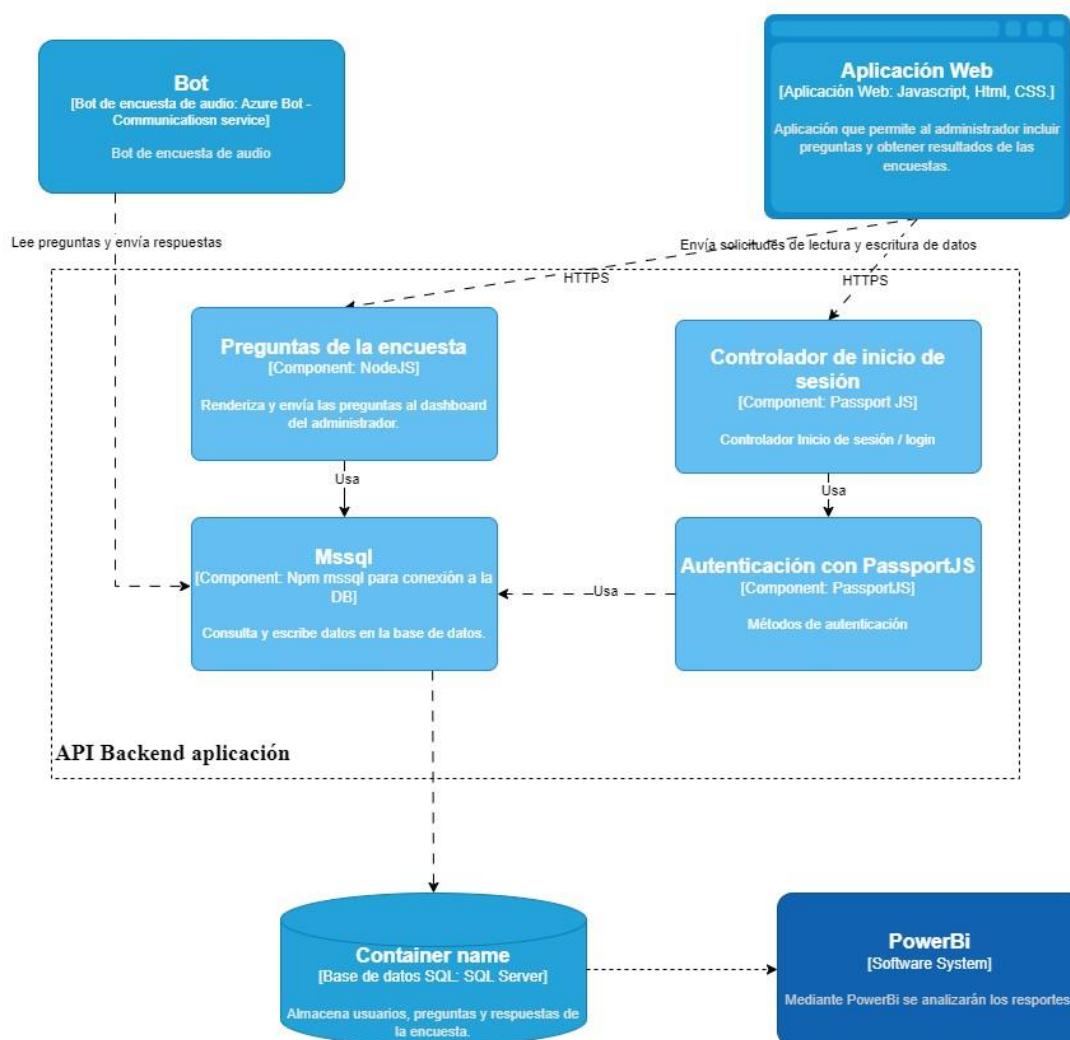 Bot
[Bot de encuesta de audio: Azure Bot -
Communicatiosn service]
Bot de encuesta de audio
Aplicación Web
[Aplicación Web: Javascript, Html, CSS.]
Aplicación que permite al administrador incluir
preguntas y obtener resultados de las
encuestas.
Lee preguntas y envía respuestas
Envía solicitudes de lectura y escritura de datos
HTTPS
HTTPS
Preguntas de la encuesta
[Component: NodeJS]
Renderiza y envía las preguntas al dashboard
del administrador.
Controlador de inicio de
sesión
[Component: Passport JS]
Controlador Inicio de sesión / login
Usa
Usa
Mssql
[Component: Npm mssql para conexión a la
DB]
Consulta y escribe datos en la base de datos.
Usa
Autenticación con PassportJS
[Component: PassportJS]
Métodos de autenticación
API Backend aplicación
Container name
[Base de datos SQL: SQL Server]
Almacena usuarios, preguntas y respuestas de
la encuesta.
PowerBi
[Software System]
Mediante PowerBi se analizarán los resportes